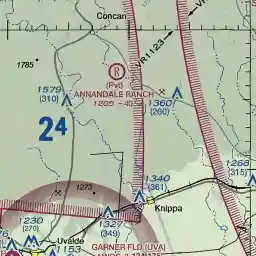 Concan
VR1123
1785
R
(Pvt)
ANNANDALE RANCH
1205 - 40
1579
(310)
1360
(260)
24
1268
(315)
1273
1340
(361)
Knippa
1327
(349)
1230
(270)
Uvalde
1153
GARNER FLD (UVA)